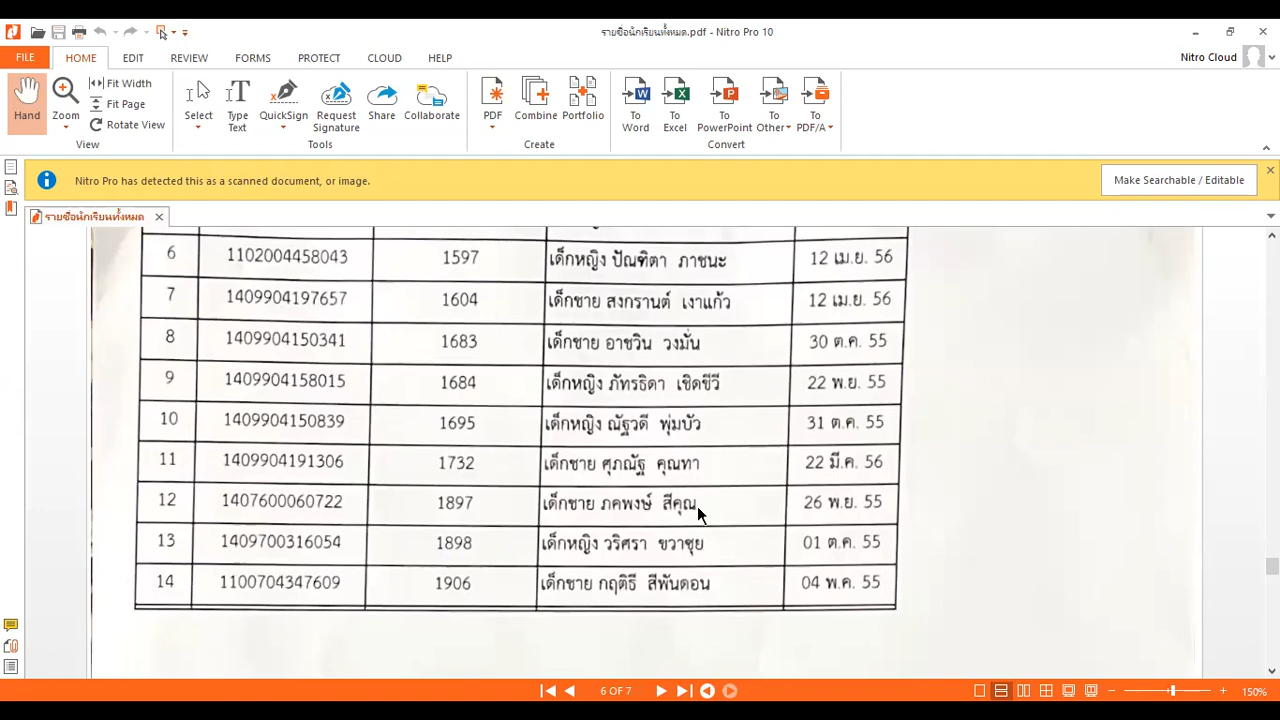 รายชื่อนักเรียนทั้งหมด.pdf - Nitro Pro 10
FILE HOME EDIT REVIEW FORMS PROTECT CLOUD HELP Nitro Cloud
Hand Zoom Fit Width Fit Page Rotate View Select Type Text QuickSign Request Signature Share Collaborate PDF Combine Portfolio To Word To Excel To PowerPoint To Other To PDF/A
View Tools Create Convert
Nitro Pro has detected this as a scanned document, or image. Make Searchable / Editable
รายชื่อนักเรียนทั้งหมด
6 1102004458043 1597 เด็กหญิง ปัณฑิตา ภาชนะ 12 เม.ย. 56
7 1409904197657 1604 เด็กชาย สงกรานต์ เงาแก้ว 12 เม.ย. 56
8 1409904150341 1683 เด็กชาย อาชวิน วงมั่น 30 ต.ค. 55
9 1409904158015 1684 เด็กหญิง ภัทรธิดา เชิดชีวี 22 พ.ย. 55
10 1409904150839 1695 เด็กหญิง ณัฐวดี พุ่มบัว 31 ต.ค. 55
11 1409904191306 1732 เด็กชาย ศุภณัฐ คุณทา 22 มี.ค. 56
12 1407600060722 1897 เด็กชาย ภคพงษ์ สีคุณ 26 พ.ย. 55
13 1409700316054 1898 เด็กหญิง วริศรา ขวาซุย 01 ต.ค. 55
14 1100704347609 1906 เด็กชาย กฤติธี สีพันดอน 04 พ.ค. 55
6 OF 7 150%